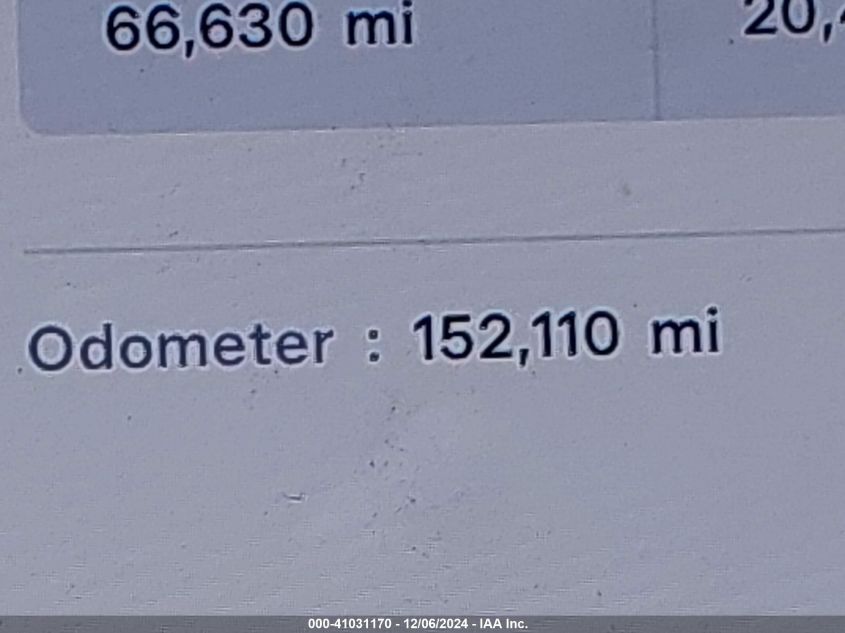 66,630 mi
Odometer : 152,110 mi
000-41031170 - 12/06/2024 - IAA Inc.